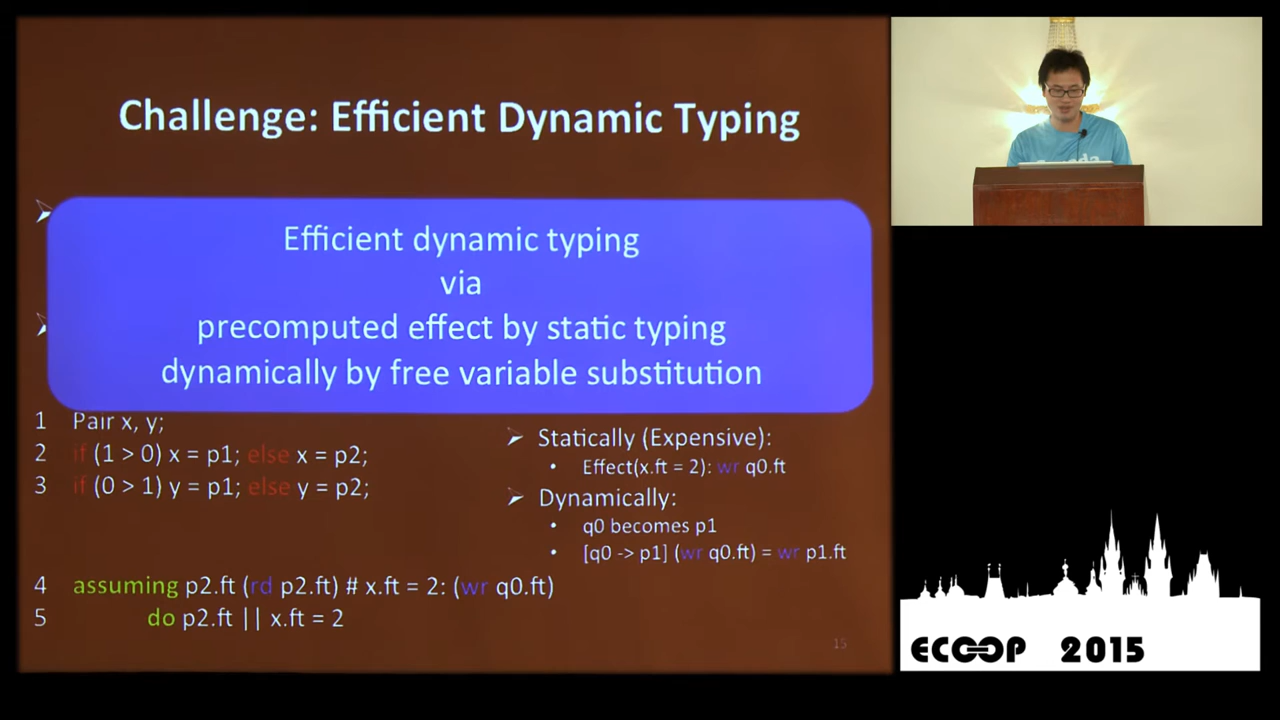 Challenge: Efficient Dynamic Typing
Efficient dynamic typing
via
precomputed effect by static typing
dynamically by free variable substitution
1 Pair x, y;
2 if (1 > 0) x = p1; else x = p2;
3 if (0 > 1) y = p1; else y = p2;
➢ Statically (Expensive):
• Effect(x.ft = 2): wr q0.ft
➢ Dynamically:
• q0 becomes p1
• [q0 -> p1] (wr q0.ft) = wr p1.ft
4 assuming p2.ft (rd p2.ft) # x.ft = 2: (wr q0.ft)
5 do p2.ft || x.ft = 2
15
ECOOP 2015